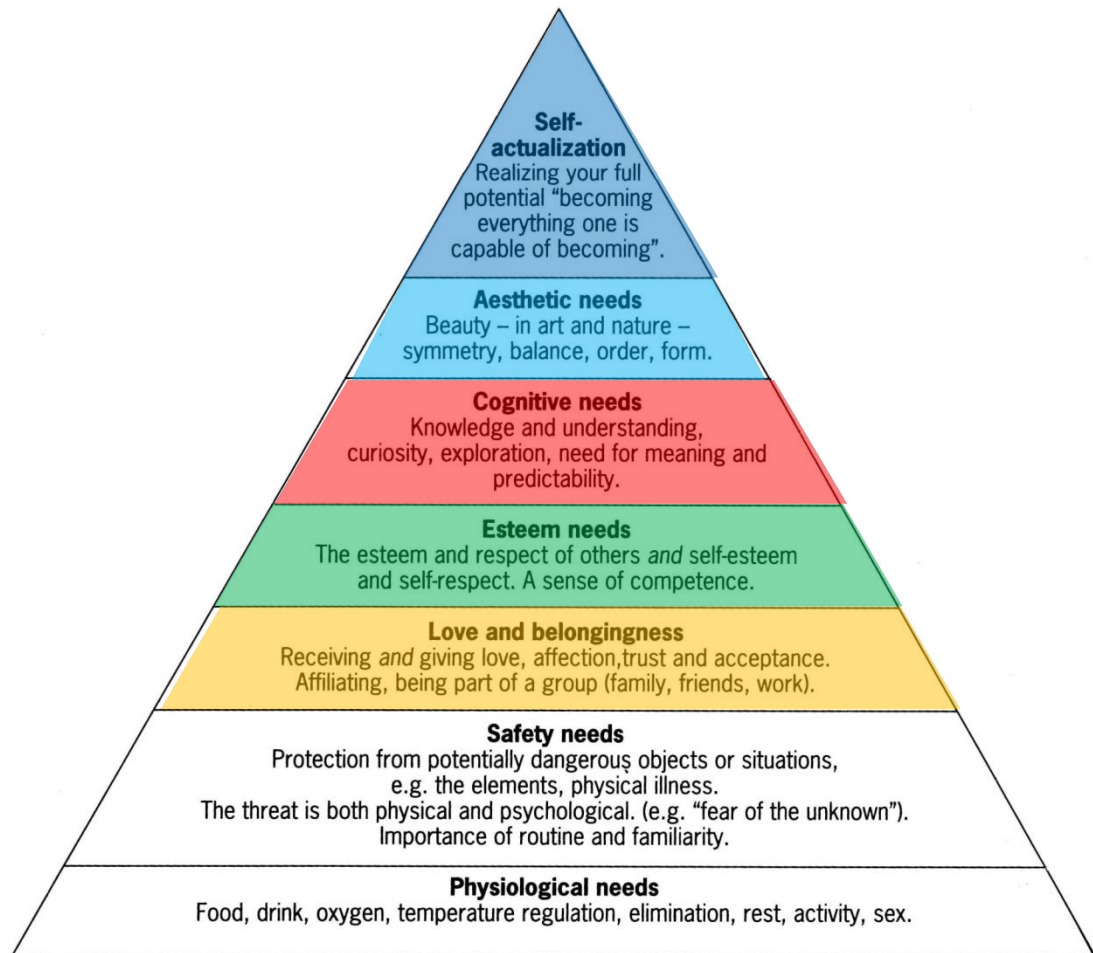 Self-
actualization
Realizing your full
potential “becoming
everything one is
capable of becoming”.
Aesthetic needs
Beauty – in art and nature –
symmetry, balance, order, form.
Cognitive needs
Knowledge and understanding,
curiosity, exploration, need for meaning and
predictability.
Esteem needs
The esteem and respect of others and self-esteem
and self-respect. A sense of competence.
Love and belongingness
Receiving and giving love, affection,trust and acceptance.
Affiliating, being part of a group (family, friends, work).
Safety needs
Protection from potentially dangerous objects or situations,
e.g. the elements, physical illness.
The threat is both physical and psychological. (e.g. “fear of the unknown”).
Importance of routine and familiarity.
Physiological needs
Food, drink, oxygen, temperature regulation, elimination, rest, activity, sex.